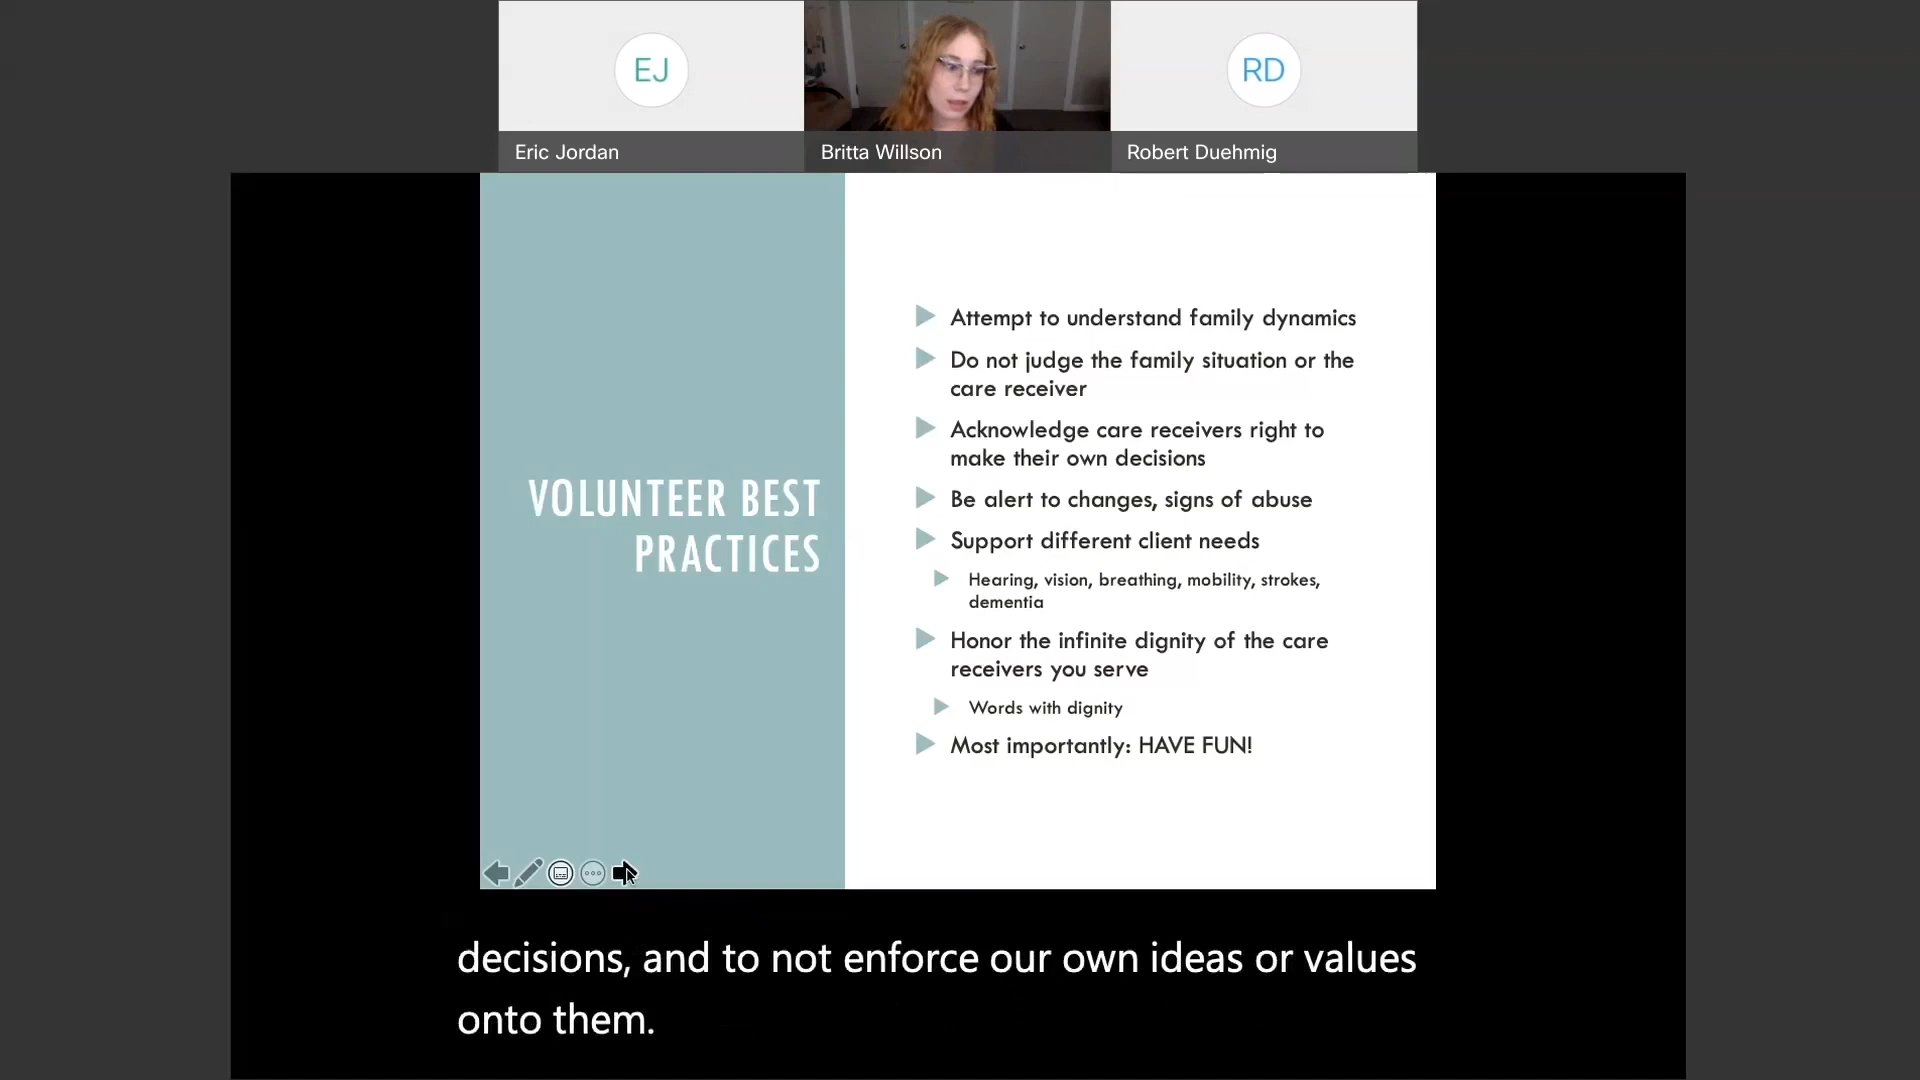 EJ
RD
Eric Jordan
Britta Willson
Robert Duehmig
VOLUNTEER BEST
PRACTICES
Attempt to understand family dynamics
Do not judge the family situation or the
care receiver
Acknowledge care receivers right to
make their own decisions
Be alert to changes, signs of abuse
Support different client needs
Hearing, vision, breathing, mobility, strokes,
dementia
Honor the infinite dignity of the care
receivers you serve
Words with dignity
Most importantly: HAVE FUN!
decisions, and to not enforce our own ideas or values
onto them.